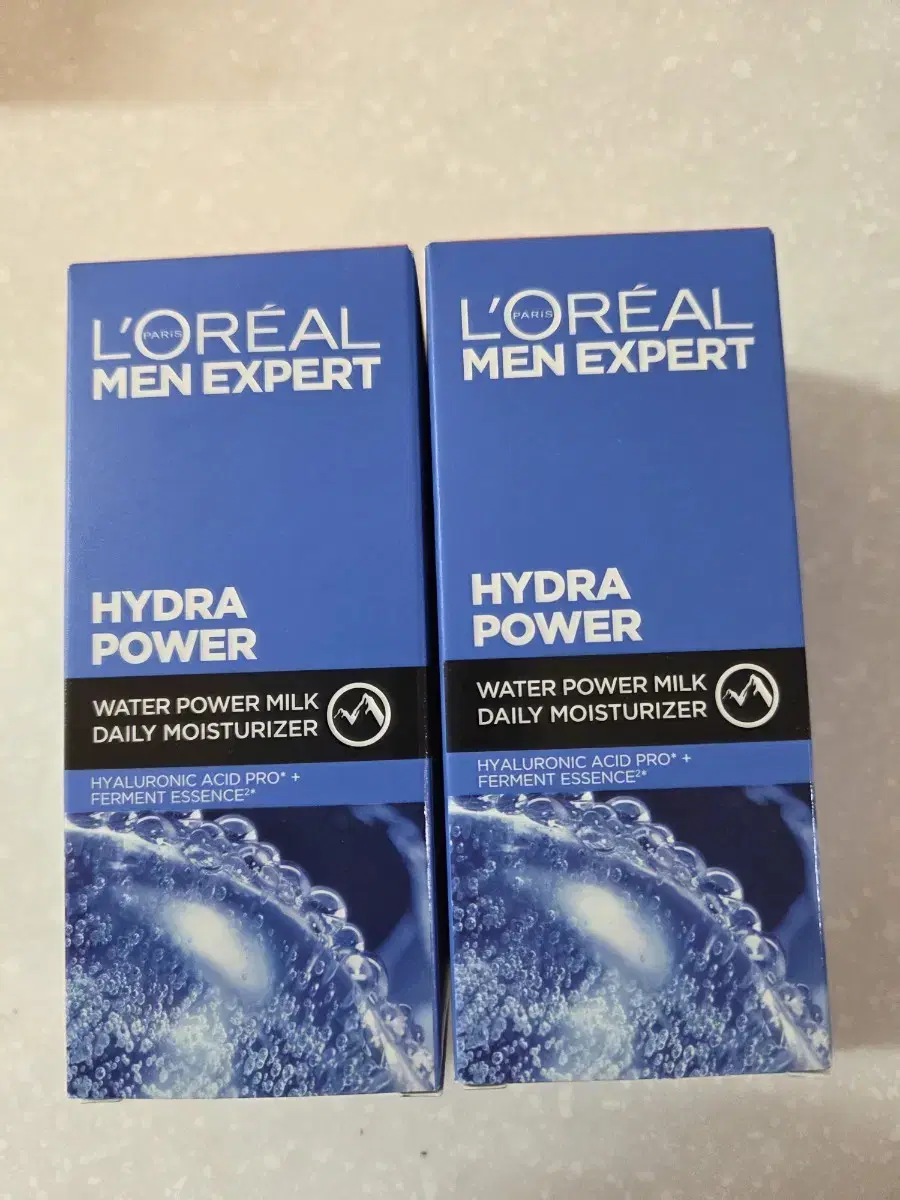 L'ORÉAL
PARIS
MEN EXPERT
HYDRA
POWER
WATER POWER MILK
DAILY MOISTURIZER
HYALURONIC ACID PRO* +
FERMENT ESSENCE²*
L'ORÉAL
PARIS
MEN EXPERT
HYDRA
POWER
WATER POWER MILK
DAILY MOISTURIZER
HYALURONIC ACID PRO* +
FERMENT ESSENCE²*